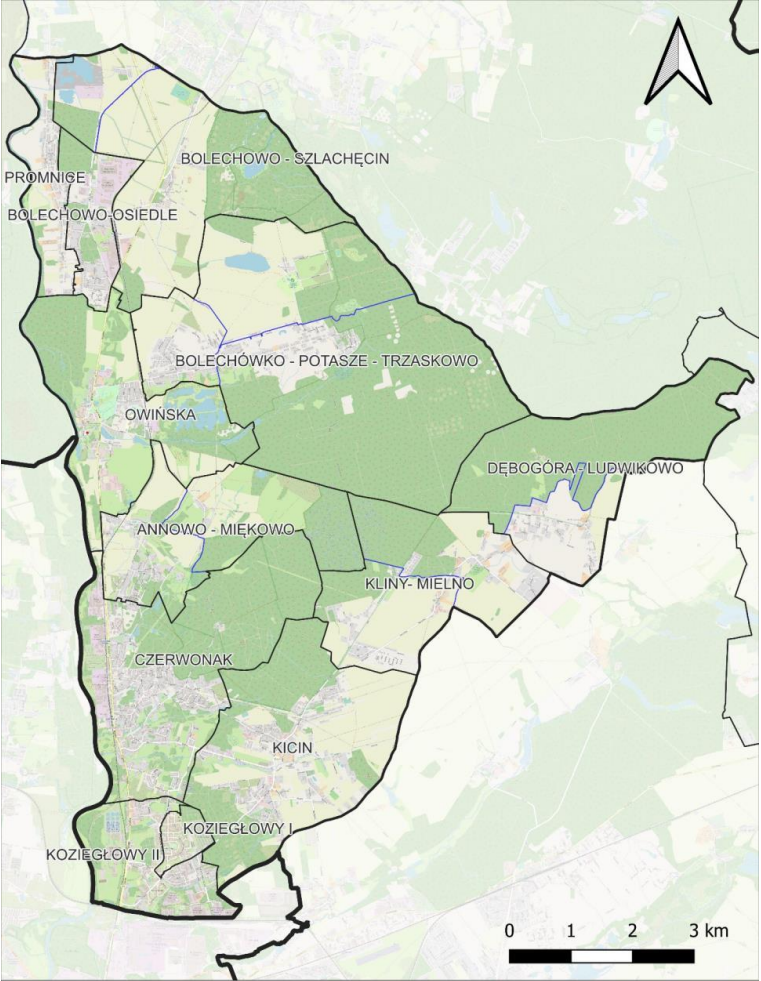 BOLECHOWO - SZLACHĘCIN
PROMNICE
BOLECHOWO-OSIEDLE
BOLECHÓWKO - POTASZE - TRZASKOWO
OWIŃSKA
DĘBOGÓRA - LUDWIKOWO
ANNOWO - MIĘKOWO
KLINY- MIELNO
CZERWONAK
KICIN
KOZIEGŁOWY I
KOZIEGŁOWY II
0 1 2 3 km